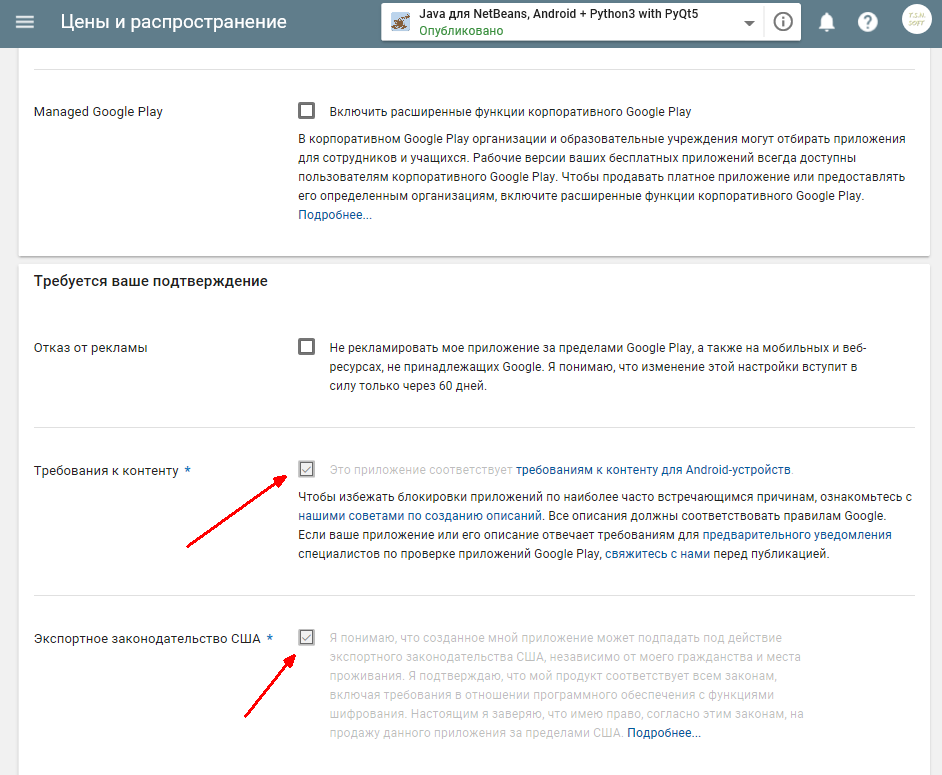 Цены и распространение
Java для NetBeans, Android + Python3 with PyQt5
Опубликовано
T.S.H.
SOFT
Managed Google Play
Включить расширенные функции корпоративного Google Play
В корпоративном Google Play организации и образовательные учреждения могут отбирать приложения
для сотрудников и учащихся. Рабочие версии ваших бесплатных приложений всегда доступны
пользователям корпоративного Google Play. Чтобы продавать платное приложение или предоставлять
его определенным организациям, включите расширенные функции корпоративного Google Play.
Подробнее...
Требуется ваше подтверждение
Отказ от рекламы
Не рекламировать мое приложение за пределами Google Play, а также на мобильных и веб-
ресурсах, не принадлежащих Google. Я понимаю, что изменение этой настройки вступит в
силу только через 60 дней.
Требования к контенту *
Это приложение соответствует требованиям к контенту для Android-устройств.
Чтобы избежать блокировки приложений по наиболее часто встречающимся причинам, ознакомьтесь с
нашими советами по созданию описаний. Все описания должны соответствовать правилам Google.
Если ваше приложение или его описание отвечает требованиям для предварительного уведомления
специалистов по проверке приложений Google Play, свяжитесь с нами перед публикацией.
Экспортное законодательство США *
Я понимаю, что созданное мной приложение может подпадать под действие
экспортного законодательства США, независимо от моего гражданства и места
проживания. Я подтверждаю, что мой продукт соответствует всем законам,
включая требования в отношении программного обеспечения с функциями
шифрования. Настоящим я заверяю, что имею право, согласно этим законам, на
продажу данного приложения за пределами США. Подробнее...